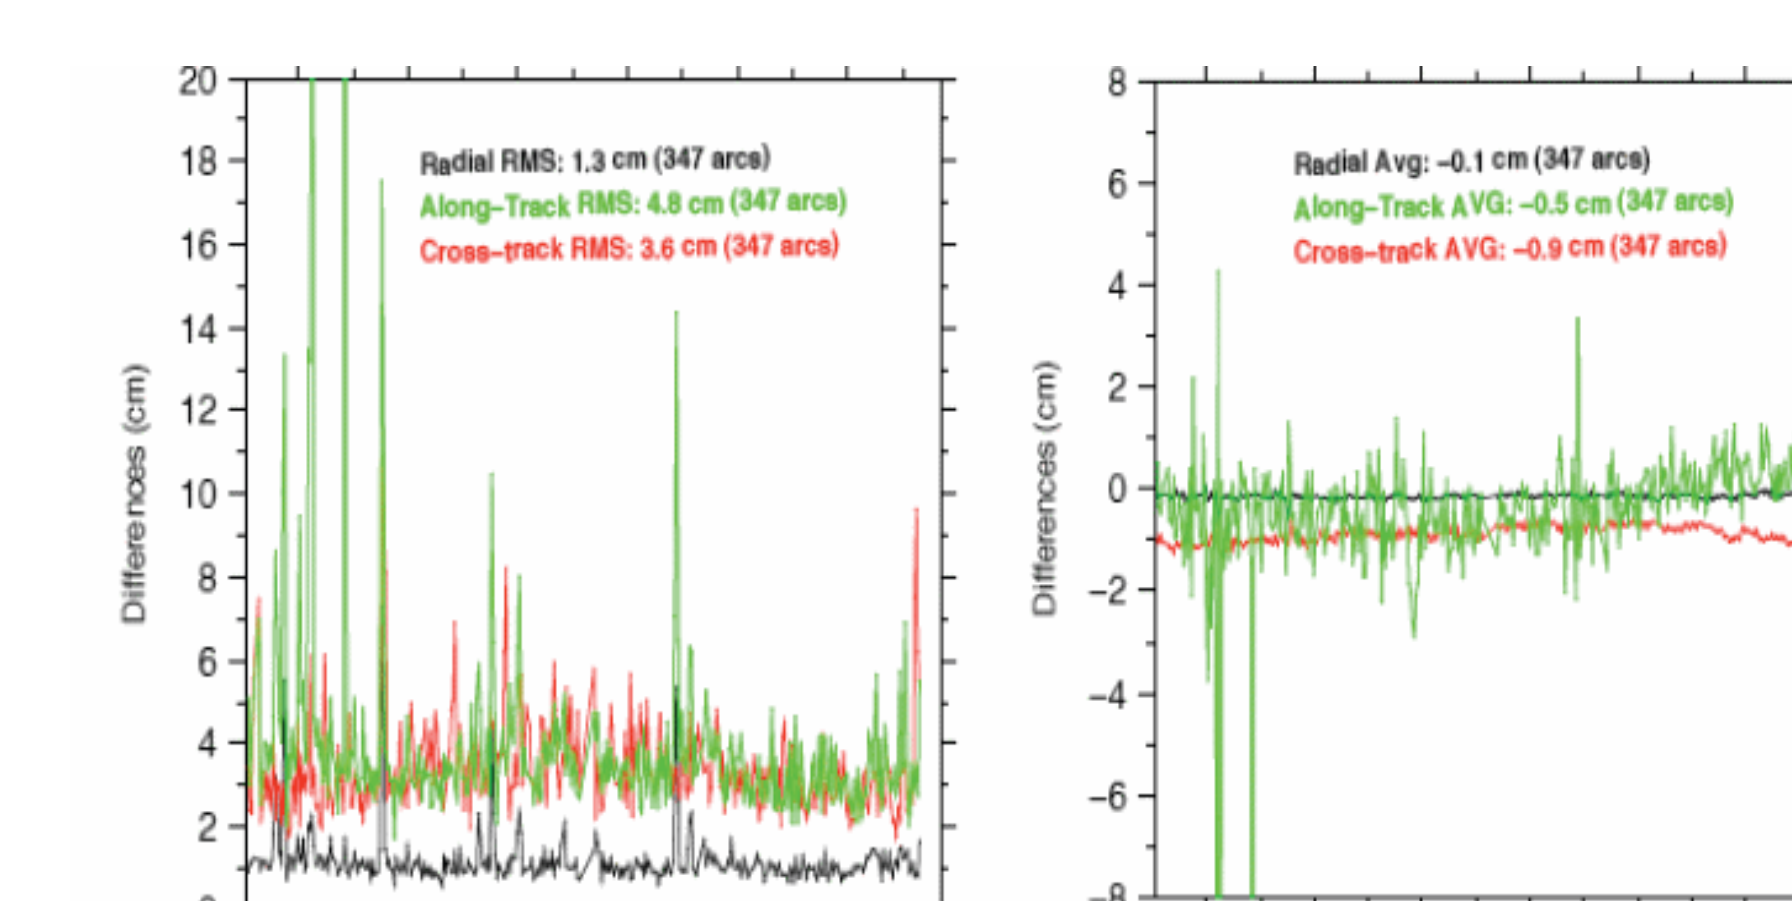 20
18
16
14
12
10
8
6
4
2
Differences (cm)
Radial RMS: 1.3 cm (347 arcs)
Along-Track RMS: 4.8 cm (347 arcs)
Cross-track RMS: 3.6 cm (347 arcs)
8
6
4
2
0
-2
-4
-6
-8
Differences (cm)
Radial Avg: -0.1 cm (347 arcs)
Along-Track AVG: -0.5 cm (347 arcs)
Cross-track AVG: -0.9 cm (347 arcs)